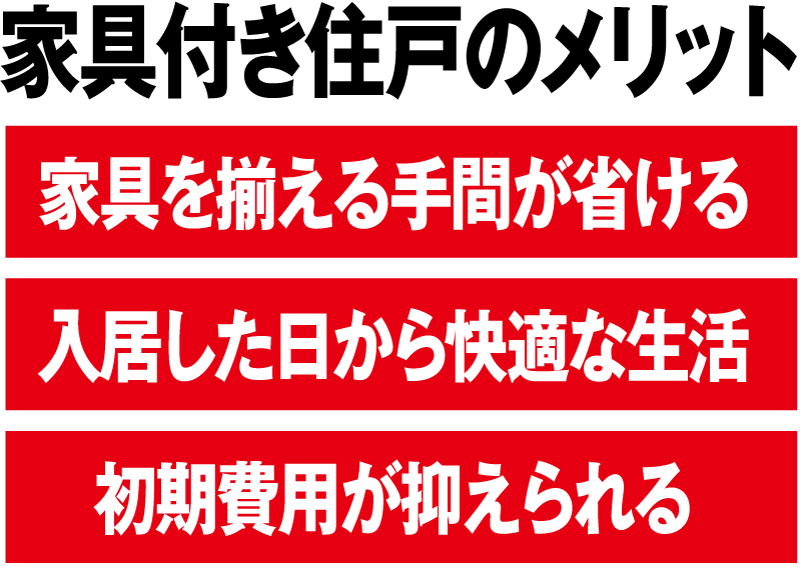 家具付き住戸のメリット
家具を揃える手間が省ける
入居した日から快適な生活
初期費用が抑えられる